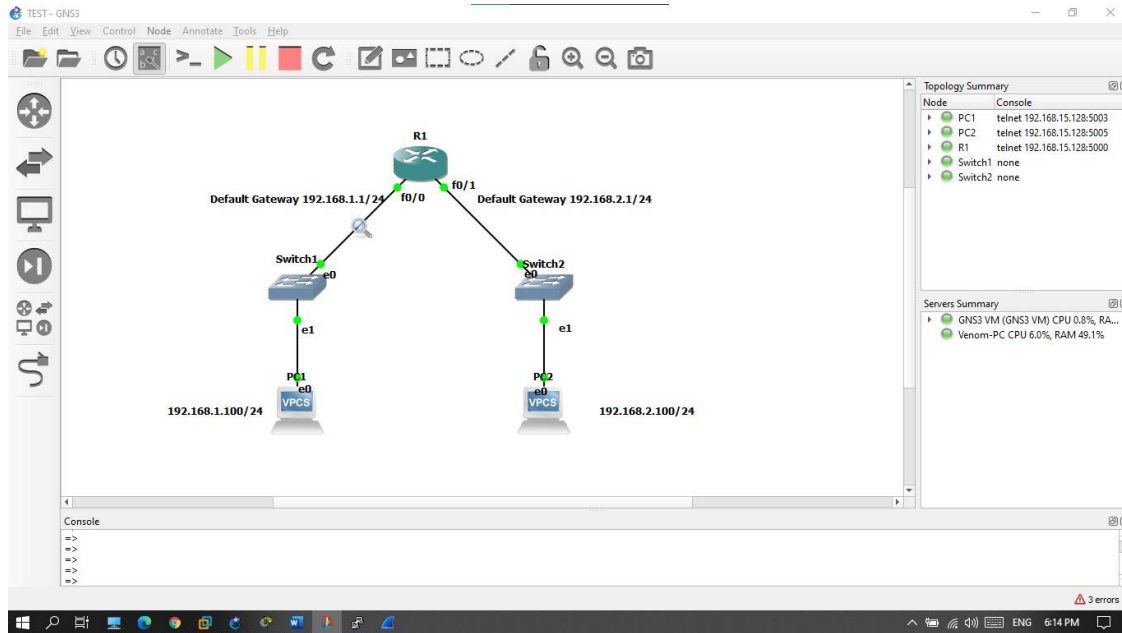 TEST - GNS3
File Edit View Control Node Annotate Tools Help
Topology Summary
Node Console
PC1 telnet 192.168.15.128:5003
PC2 telnet 192.168.15.128:5005
R1 telnet 192.168.15.128:5000
Switch1 none
Switch2 none
R1
f0/0
f0/1
Default Gateway 192.168.1.1/24
Default Gateway 192.168.2.1/24
Switch1
e0
Switch2
e0
e1
e1
PC1
e0
VPCS
PC2
e0
VPCS
192.168.1.100/24
192.168.2.100/24
Servers Summary
GNS3 VM (GNS3 VM) CPU 0.8%, RA...
Venom-PC CPU 6.0%, RAM 49.1%
Console
=>
=>
=>
=>
=>
3 errors
ENG 6:14 PM